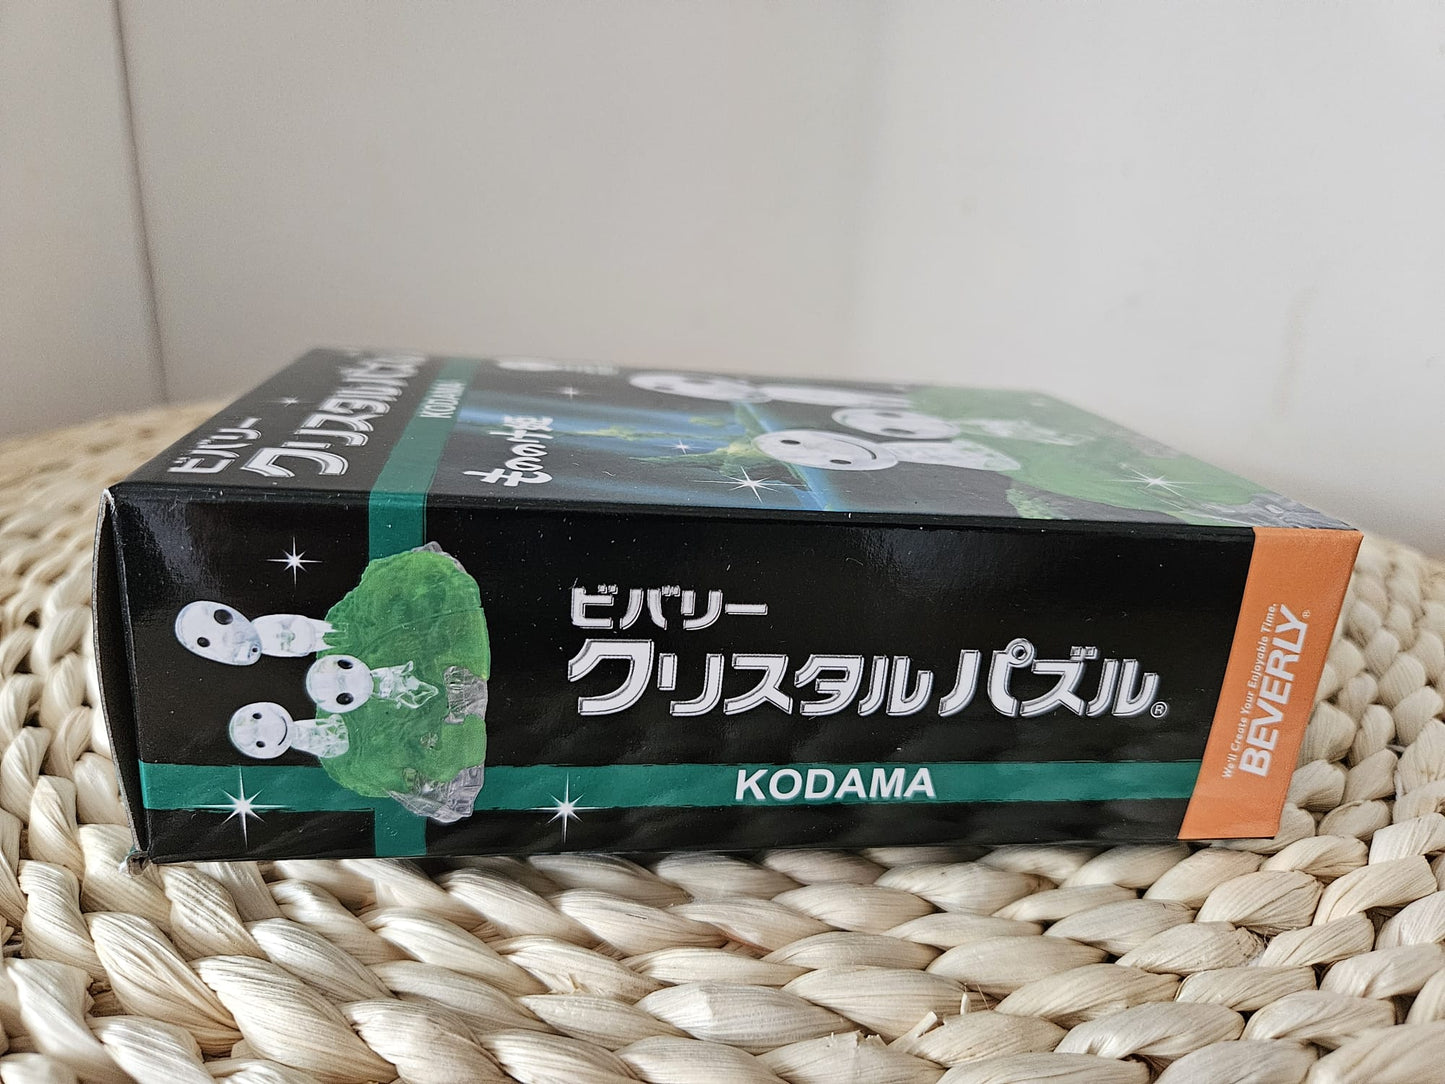 ビバリー
クリスタルパズル
KODAMA
もののけ姫
ビバリー
クリスタルパズル®
KODAMA
We'll Create Your Enjoyable Time.
BEVERLY®